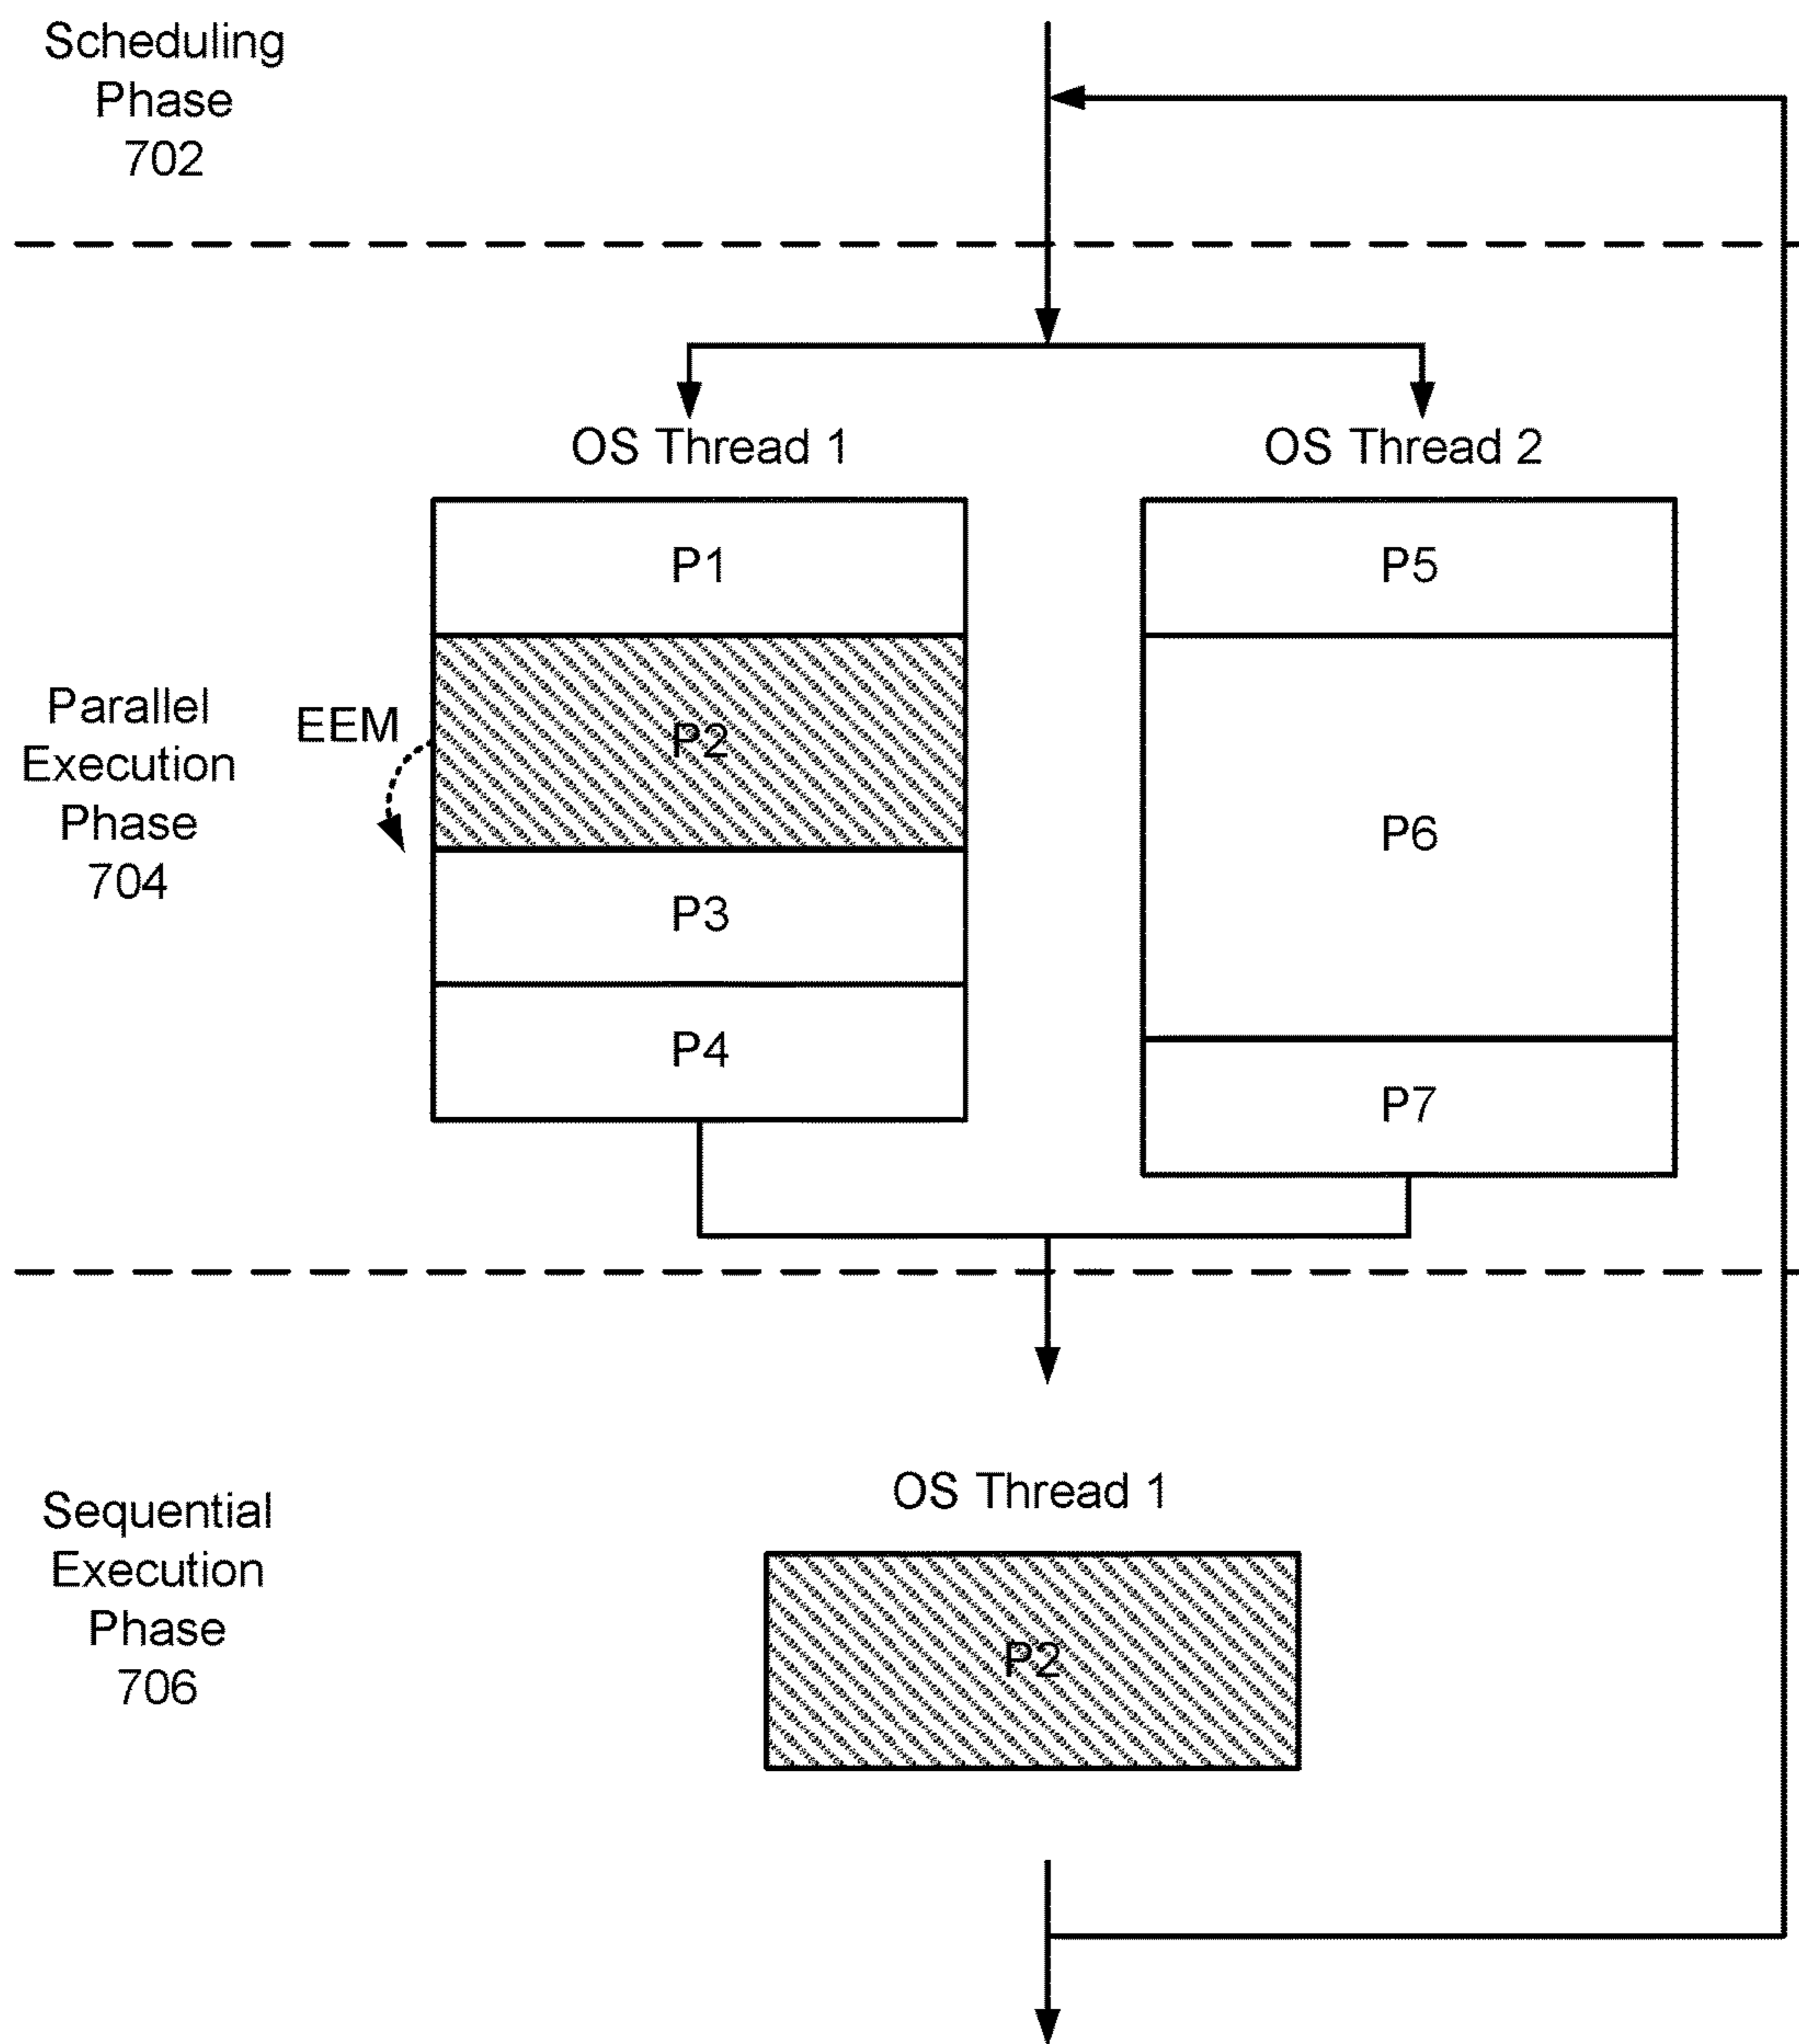 Scheduling
Phase
702
OS Thread 1
OS Thread 2
P1
P5
Parallel
Execution
Phase
704
EEM
P2
P6
P3
P4
P7
Sequential
Execution
Phase
706
OS Thread 1
P2